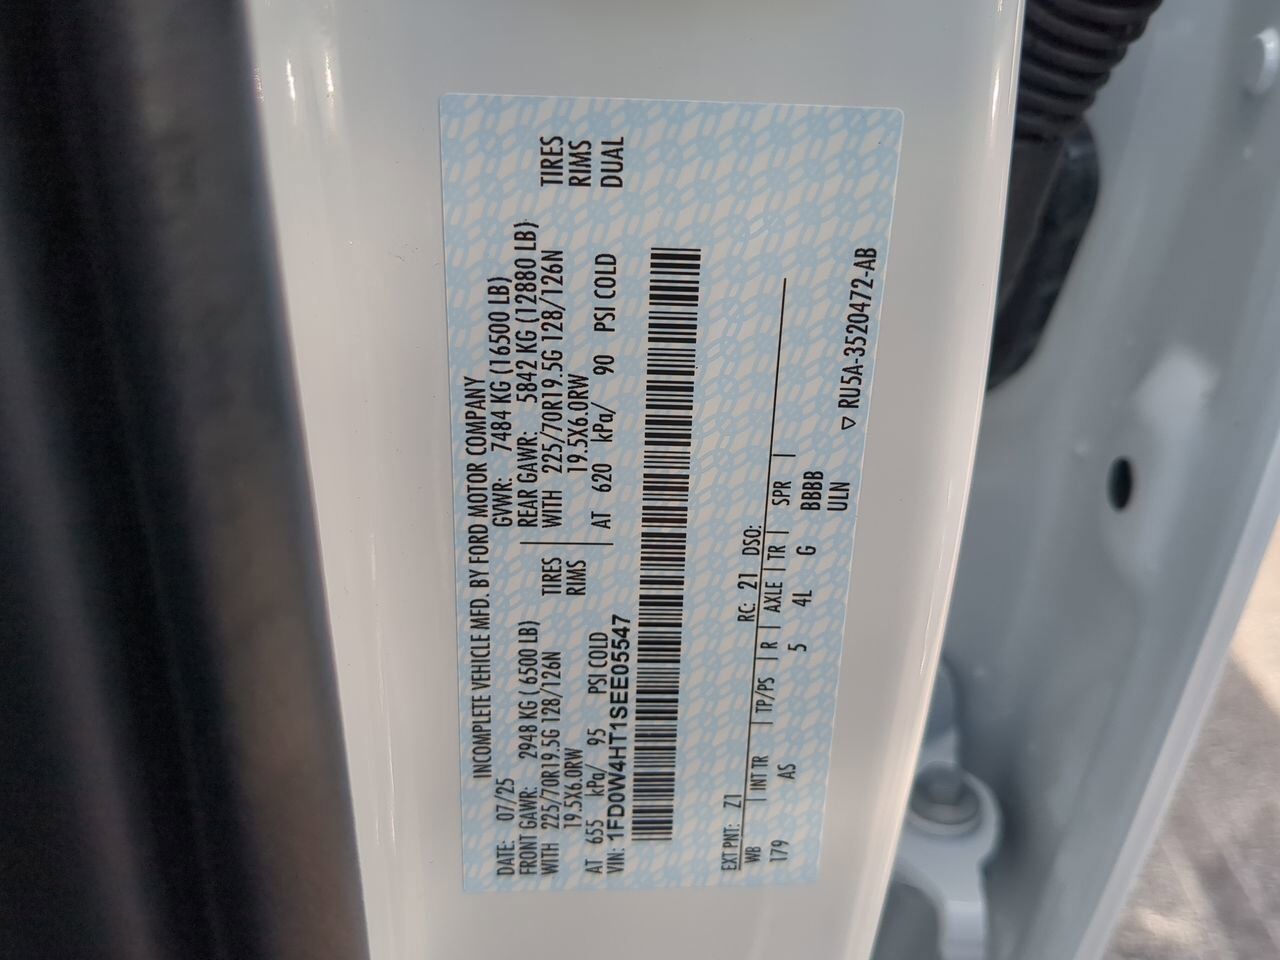 INCOMPLETE VEHICLE MFD. BY FORD MOTOR COMPANY
DATE: 07/25 GVWR: 7484 KG (16500 LB)
FRONT GAWR: 2948 KG ( 6500 LB) REAR GAWR: 5842 KG (12880 LB)
WITH 225/70R19.5G 128/126N TIRES WITH 225/70R19.5G 128/126N TIRES
19.5X6.0RW RIMS 19.5X6.0RW RIMS
AT 655 kPa/ 95 PSI COLD AT 620 kPa/ 90 PSI COLD DUAL
VIN: 1FD0W4HT1SEE05547
EXT PNT: Z1 RC: 21 DSO:
WB INT TR TP/PS R AXLE TR SPR
179 AS 5 4L G BBBB
ULN
▽ RU5A-3520472-AB